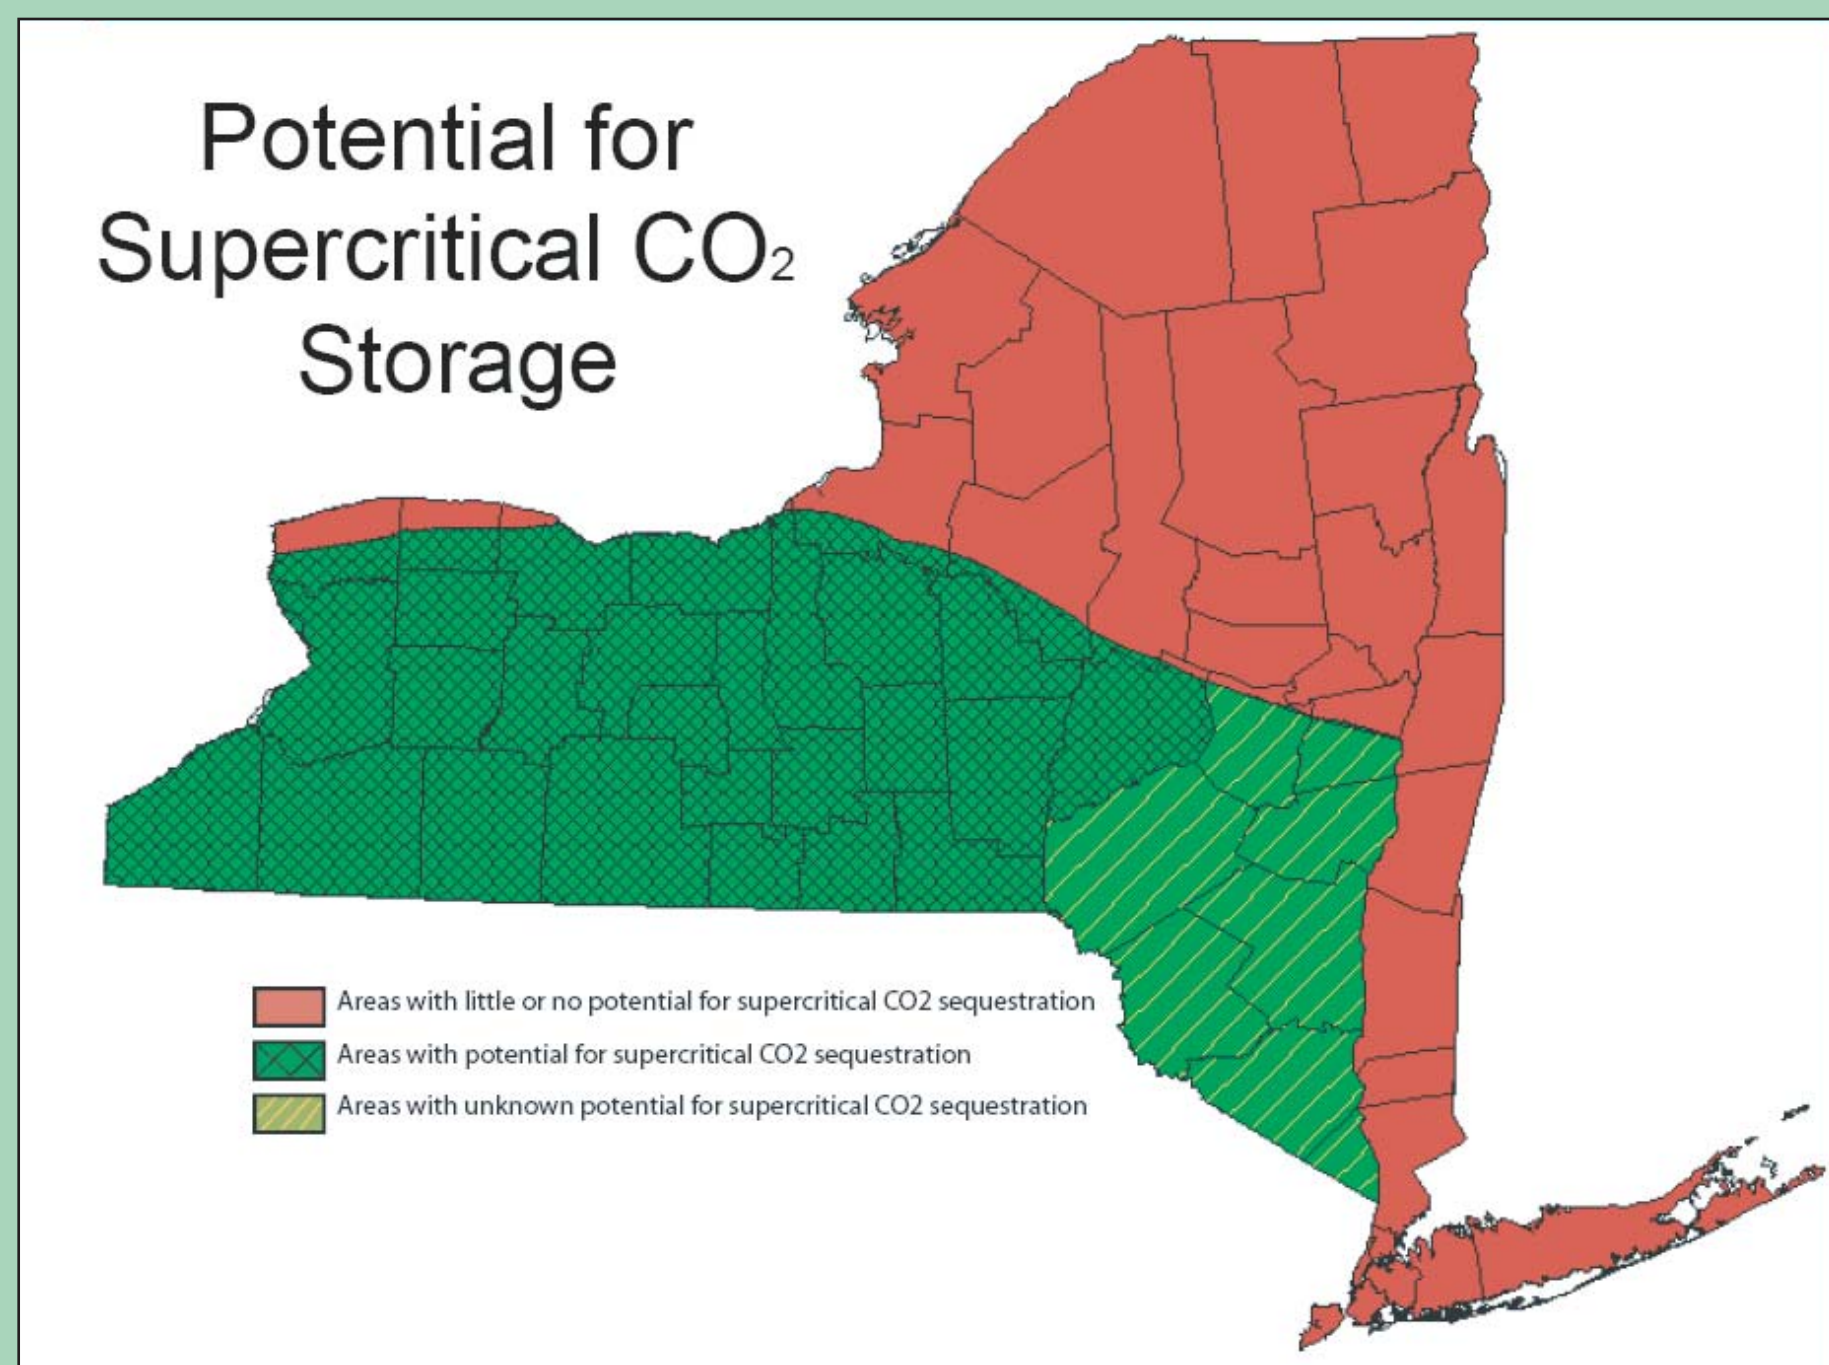 Potential for
Supercritical CO₂
Storage
Areas with little or no potential for supercritical CO2 sequestration
Areas with potential for supercritical CO2 sequestration
Areas with unknown potential for supercritical CO2 sequestration